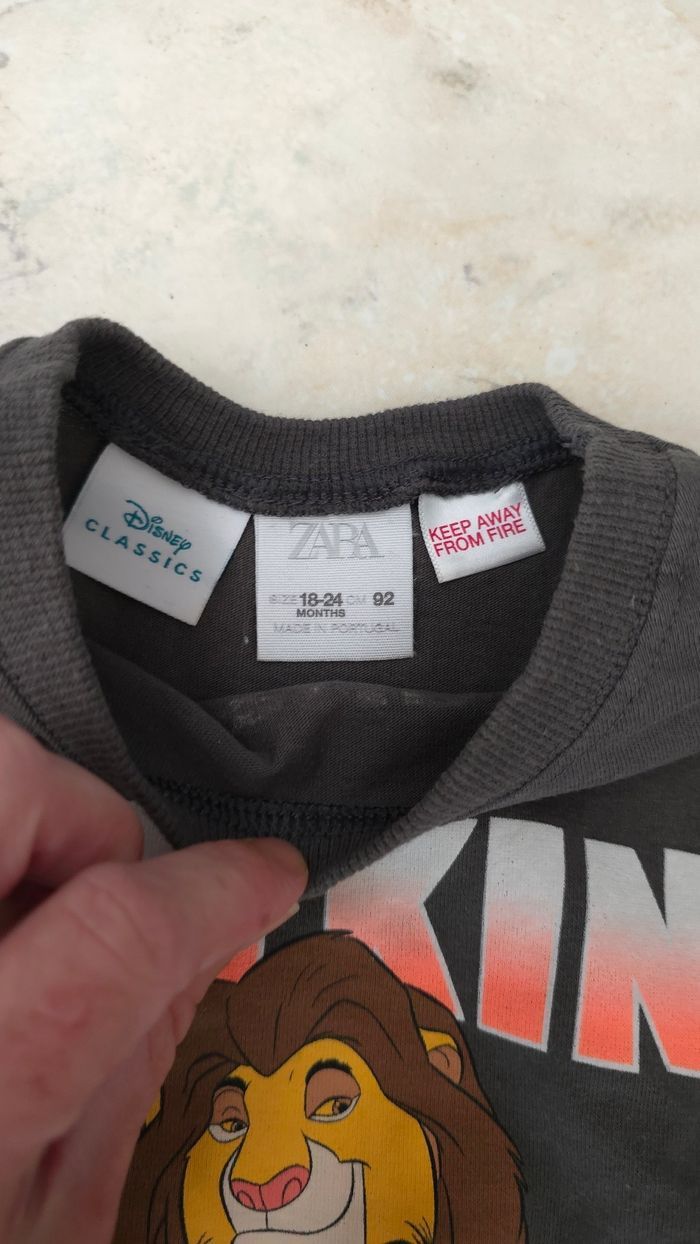 Disney
CLASSICS
ZARA
SIZE 18-24 CM 92
MONTHS
MADE IN PORTUGAL
KEEP AWAY
FROM FIRE
KIN